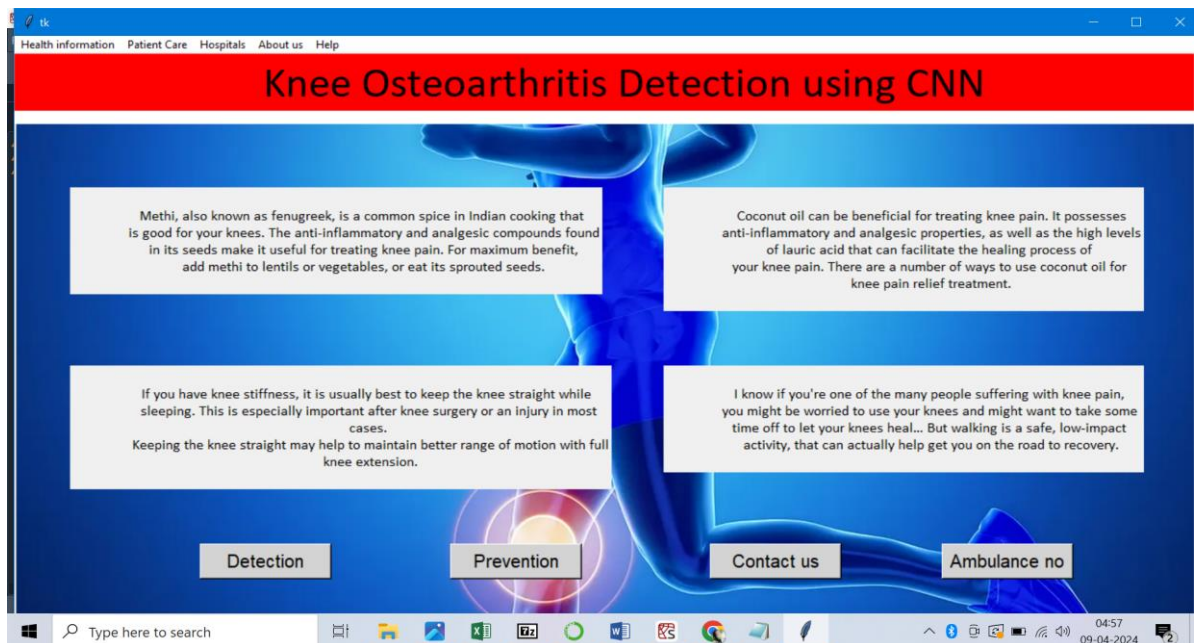 tk
Health information Patient Care Hospitals About us Help
Knee Osteoarthritis Detection using CNN
Methi, also known as fenugreek, is a common spice in Indian cooking that
is good for your knees. The anti-inflammatory and analgesic compounds found
in its seeds make it useful for treating knee pain. For maximum benefit,
add methi to lentils or vegetables, or eat its sprouted seeds.
Coconut oil can be beneficial for treating knee pain. It possesses
anti-inflammatory and analgesic properties, as well as the high levels
of lauric acid that can facilitate the healing process of
your knee pain. There are a number of ways to use coconut oil for
knee pain relief treatment.
If you have knee stiffness, it is usually best to keep the knee straight while
sleeping. This is especially important after knee surgery or an injury in most
cases.
Keeping the knee straight may help to maintain better range of motion with full
knee extension.
I know if you're one of the many people suffering with knee pain,
you might be worried to use your knees and might want to take some
time off to let your knees heal... But walking is a safe, low-impact
activity, that can actually help get you on the road to recovery.
Detection Prevention Contact us Ambulance no
Type here to search
04:57
09-04-2024
2